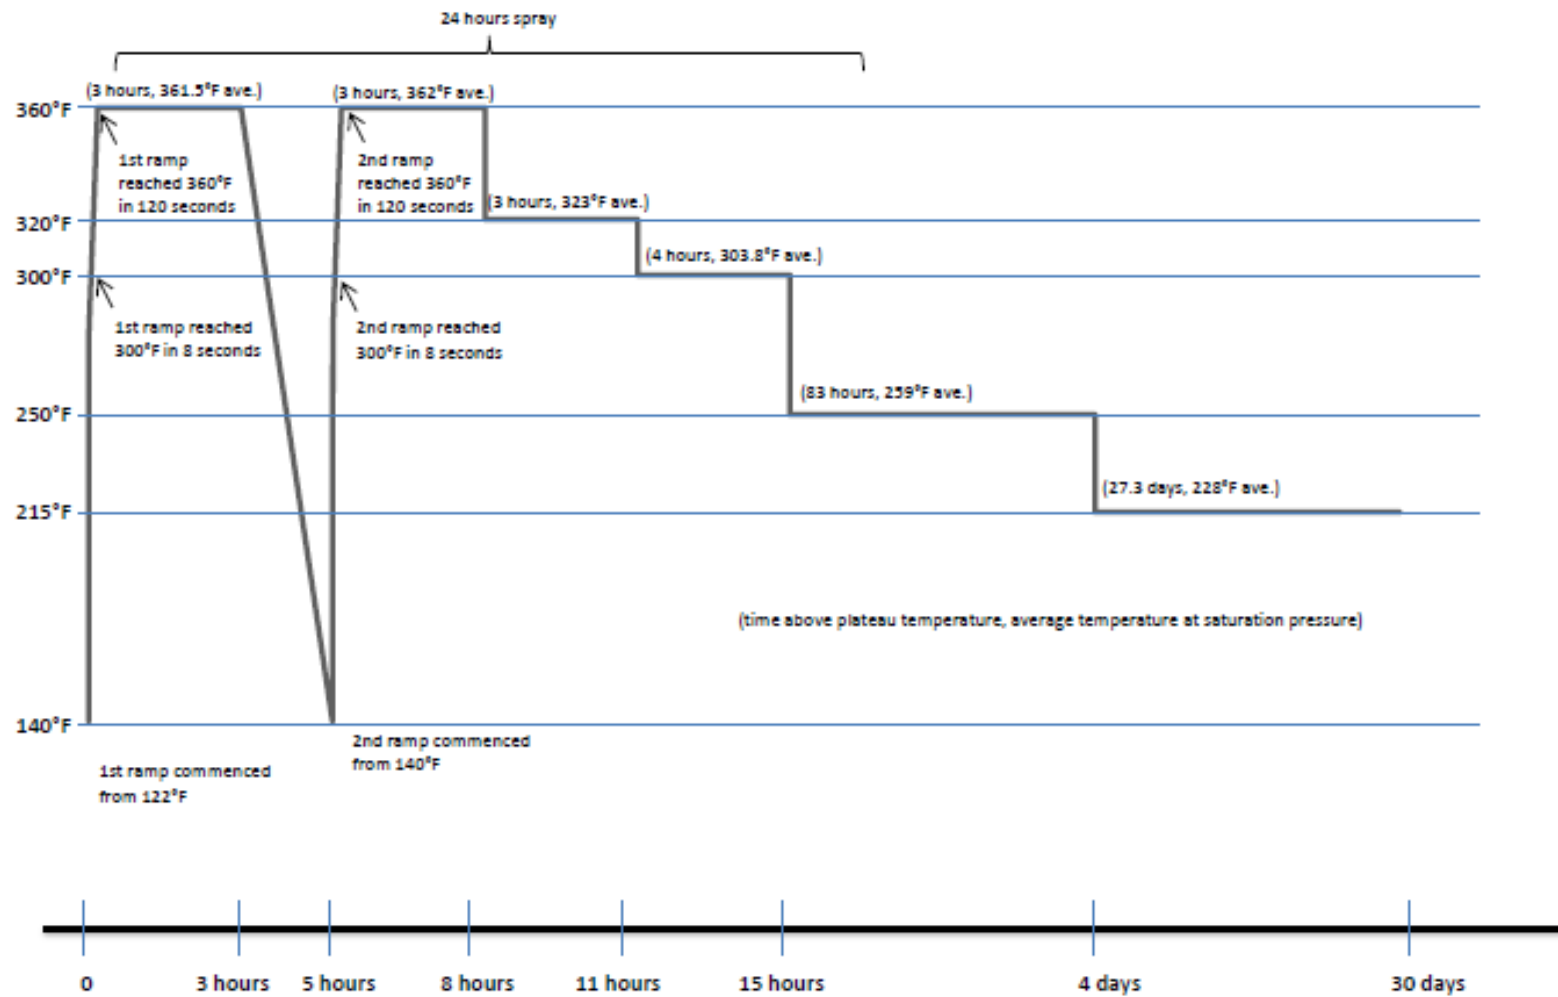 24 hours spray
(3 hours, 361.5°F ave.)
(3 hours, 362°F ave.)
360°F
1st ramp
reached 360°F
in 120 seconds
2nd ramp
reached 360°F
in 120 seconds
(3 hours, 323°F ave.)
320°F
(4 hours, 303.8°F ave.)
300°F
1st ramp reached
300°F in 8 seconds
2nd ramp reached
300°F in 8 seconds
(83 hours, 259°F ave.)
250°F
(27.3 days, 228°F ave.)
215°F
(time above plateau temperature, average temperature at saturation pressure)
140°F
2nd ramp commenced
from 140°F
1st ramp commenced
from 122°F
0
3 hours
5 hours
8 hours
11 hours
15 hours
4 days
30 days